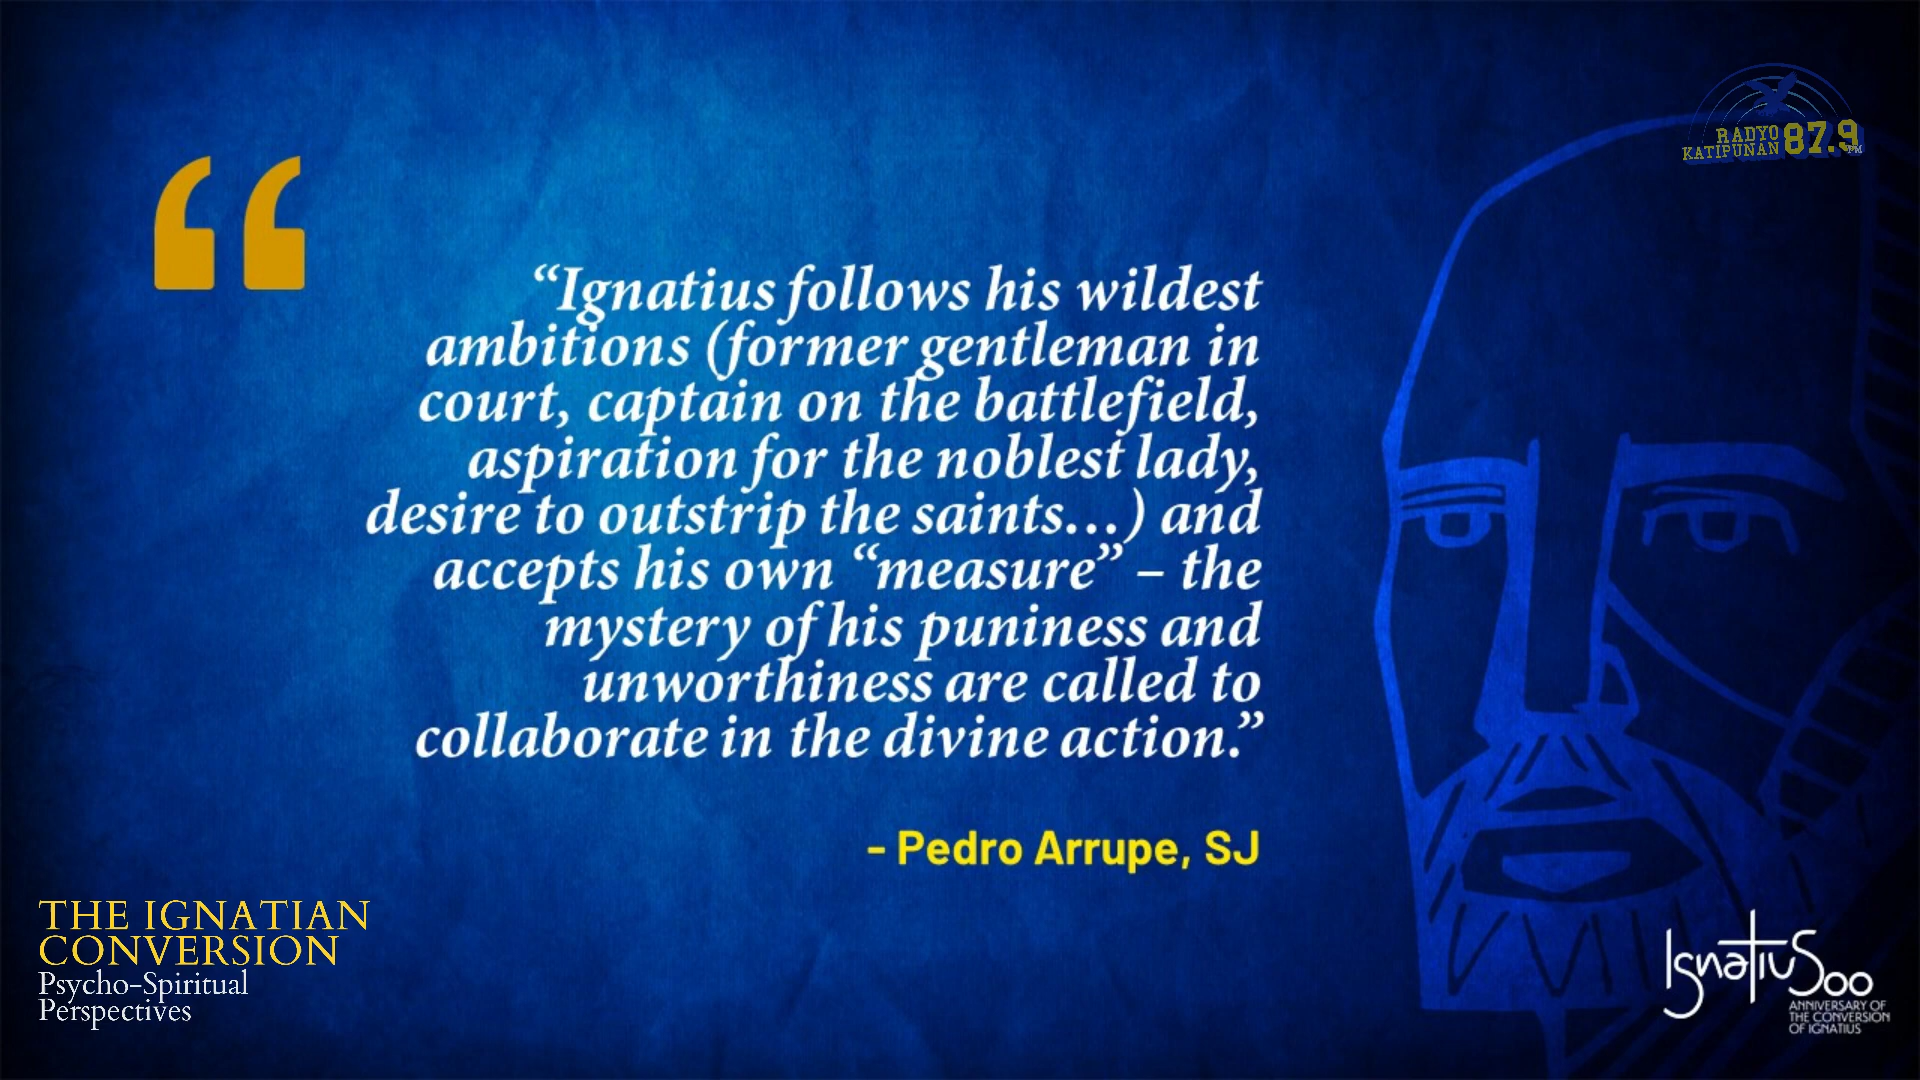 RADYO
KATIPUNAN 87.9 FM
“Ignatius follows his wildest
ambitions (former gentleman in
court, captain on the battlefield,
aspiration for the noblest lady,
desire to outstrip the saints…) and
accepts his own “measure” – the
mystery of his puniness and
unworthiness are called to
collaborate in the divine action.”
- Pedro Arrupe, SJ
THE IGNATIAN
CONVERSION
Psycho-Spiritual
Perspectives
Ignatius500
ANNIVERSARY OF
THE CONVERSION
OF IGNATIUS